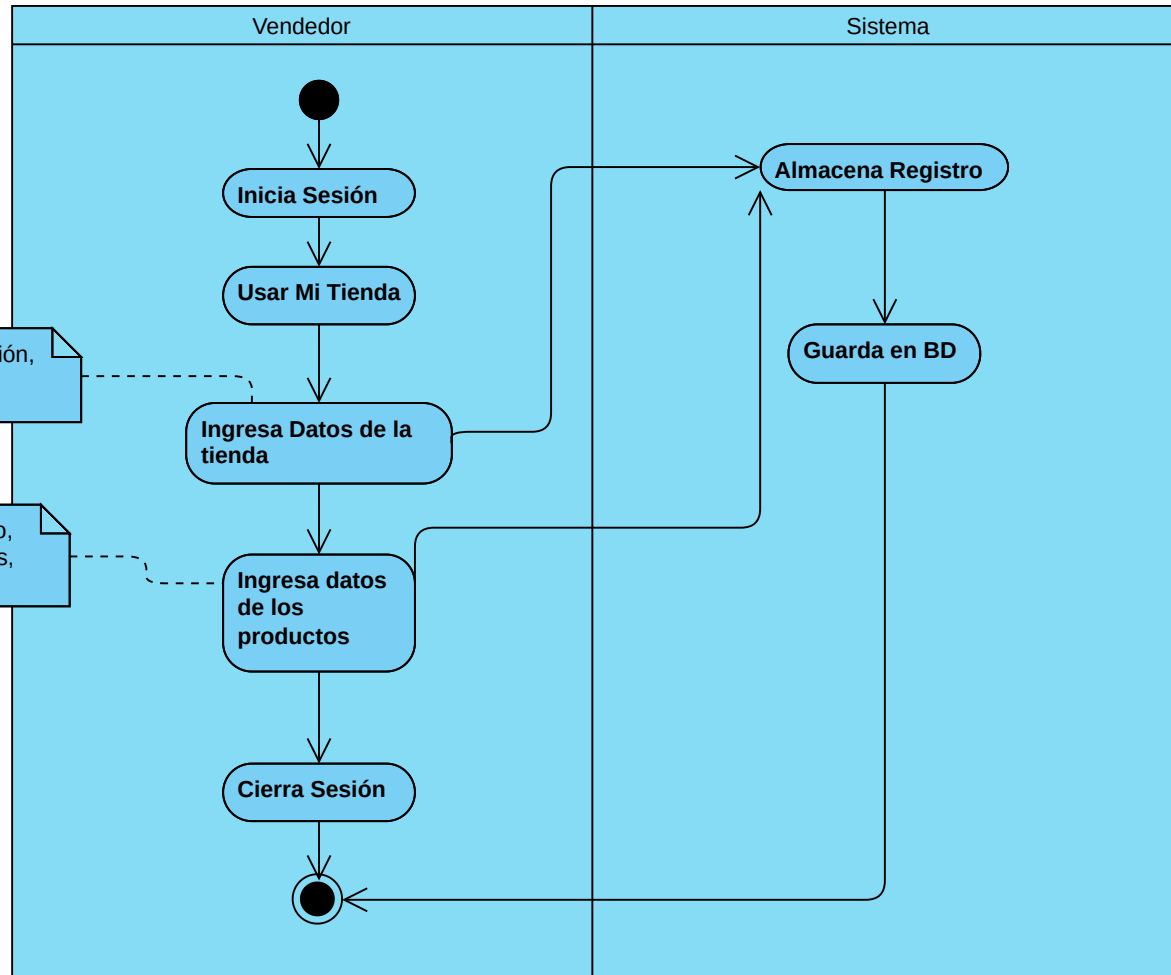 Vendedor
Sistema
Inicia Sesión
Almacena Registro
Usar Mi Tienda
Guarda en BD
Ingresa Datos de la
tienda
Ingresa datos
de los
productos
Cierra Sesión